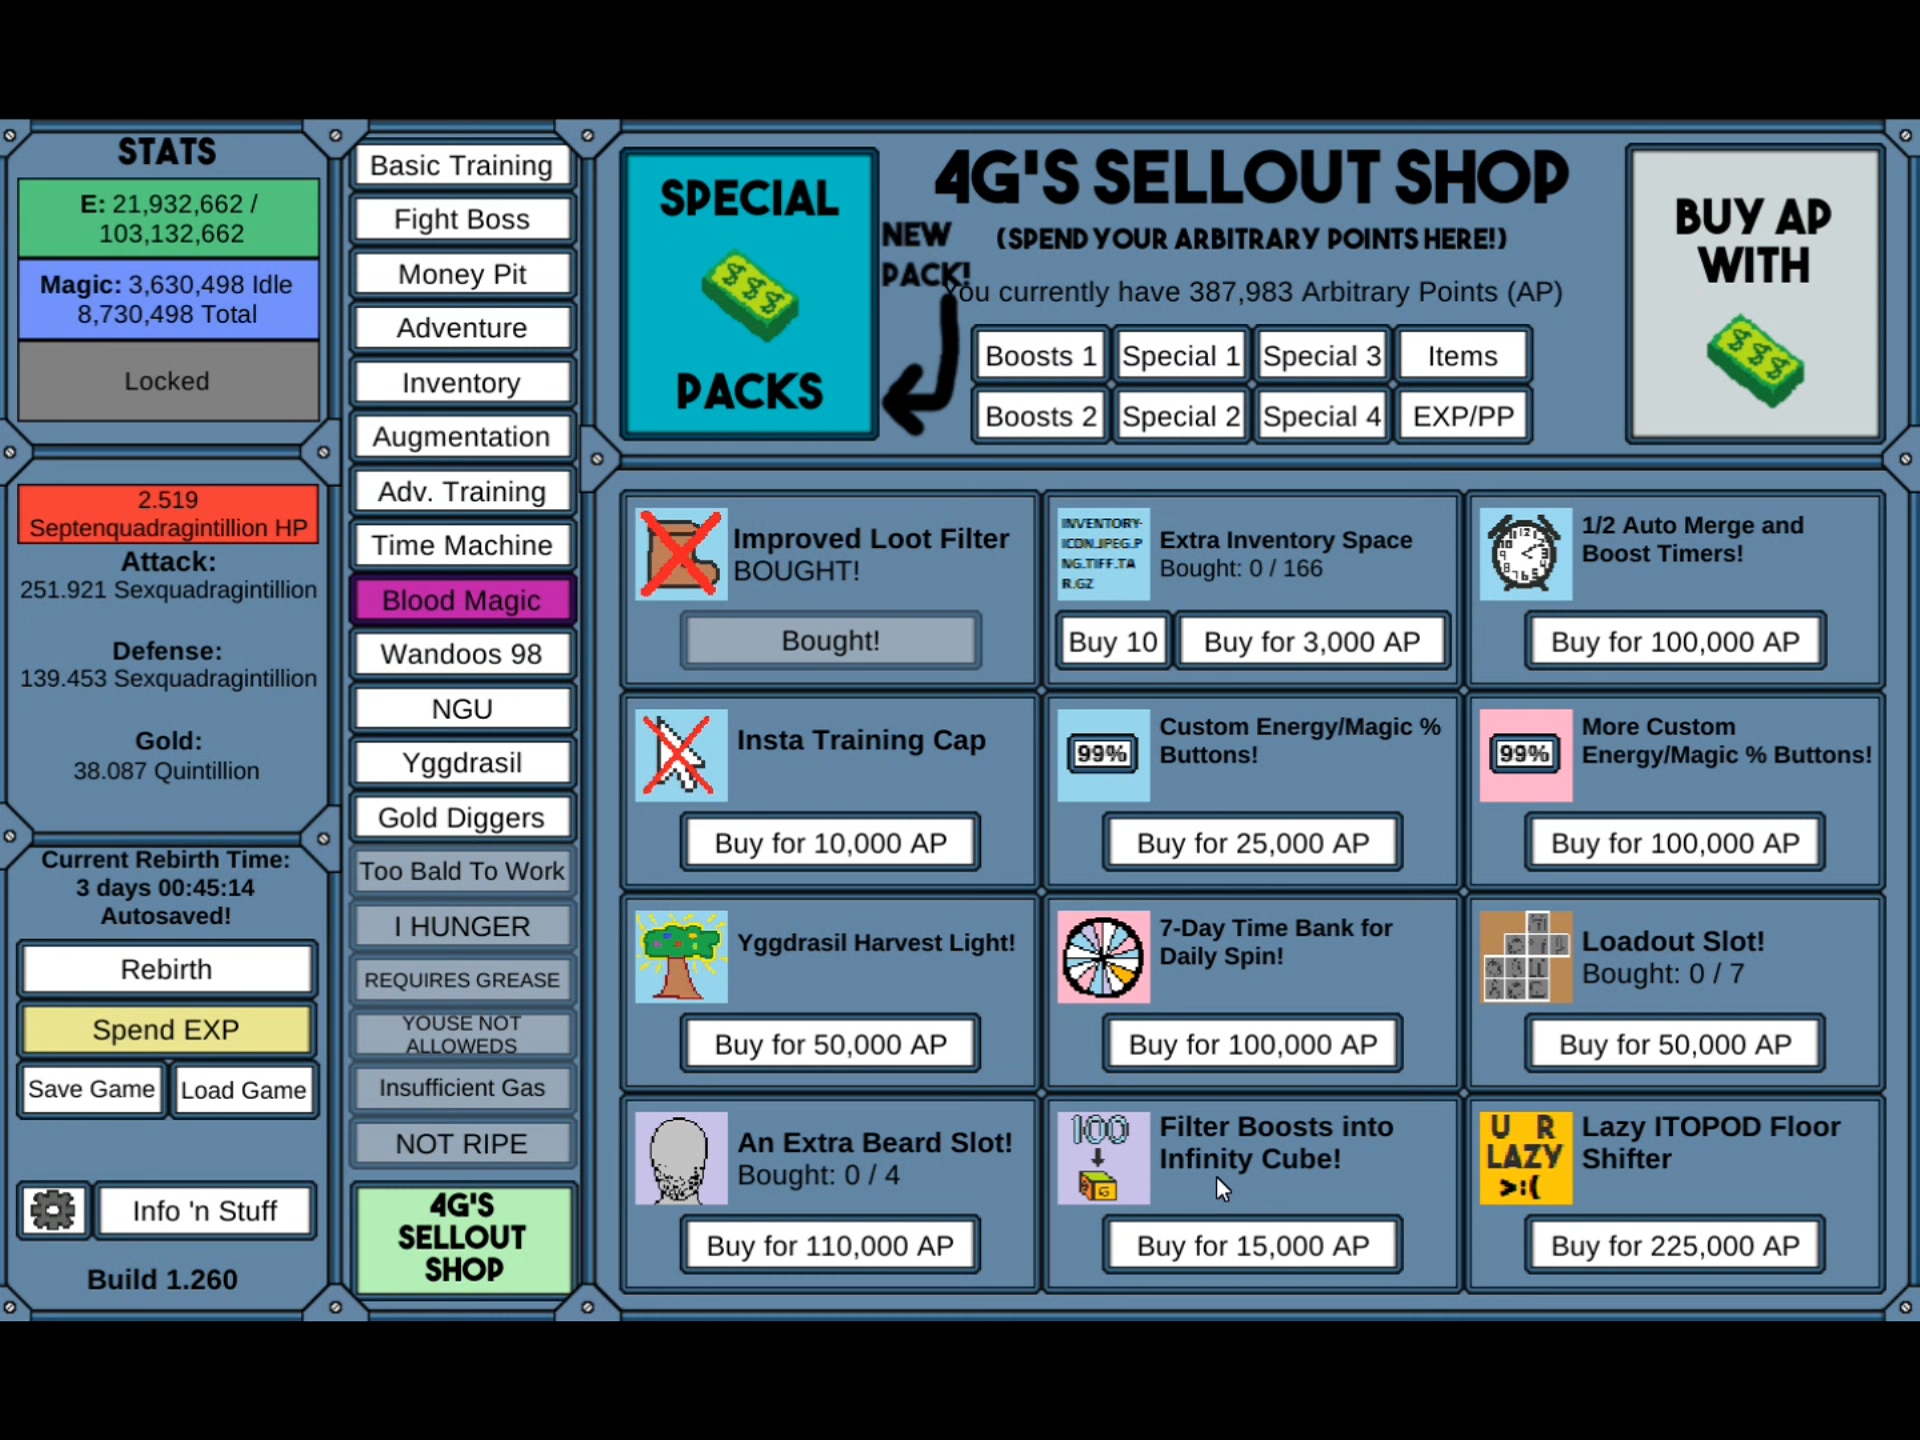 STATS
E: 21,932,662 /
103,132,662
Magic: 3,630,498 Idle
8,730,498 Total
Locked
2.519
Septenquadragintillion HP
Attack:
251.921 Sexquadragintillion
Defense:
139.453 Sexquadragintillion
Gold:
38.087 Quintillion
Current Rebirth Time:
3 days 00:45:14
Autosaved!
Rebirth
Spend EXP
Save Game
Load Game
Info 'n Stuff
Build 1.260
Basic Training
Fight Boss
Money Pit
Adventure
Inventory
Augmentation
Adv. Training
Time Machine
Blood Magic
Wandoos 98
NGU
Yggdrasil
Gold Diggers
Too Bald To Work
I HUNGER
REQUIRES GREASE
YOUSE NOT
ALLOWEDS
Insufficient Gas
NOT RIPE
4G'S
SELLOUT
SHOP
SPECIAL
PACKS
NEW
PACK!
4G'S SELLOUT SHOP
(SPEND YOUR ARBITRARY POINTS HERE!)
You currently have 387,983 Arbitrary Points (AP)
Boosts 1
Special 1
Special 3
Items
Boosts 2
Special 2
Special 4
EXP/PP
BUY AP
WITH
Improved Loot Filter
BOUGHT!
Bought!
INVENTORY-
ICON.JPEG.P
NG.TIFF.TA
R.GZ
Extra Inventory Space
Bought: 0 / 166
Buy 10
Buy for 3,000 AP
1/2 Auto Merge and
Boost Timers!
Buy for 100,000 AP
Insta Training Cap
Buy for 10,000 AP
99%
Custom Energy/Magic %
Buttons!
Buy for 25,000 AP
99%
More Custom
Energy/Magic % Buttons!
Buy for 100,000 AP
Yggdrasil Harvest Light!
Buy for 50,000 AP
7-Day Time Bank for
Daily Spin!
Buy for 100,000 AP
Loadout Slot!
Bought: 0 / 7
Buy for 50,000 AP
An Extra Beard Slot!
Bought: 0 / 4
Buy for 110,000 AP
100
Filter Boosts into
Infinity Cube!
Buy for 15,000 AP
U R
LAZY
>:(
Lazy ITOPOD Floor
Shifter
Buy for 225,000 AP